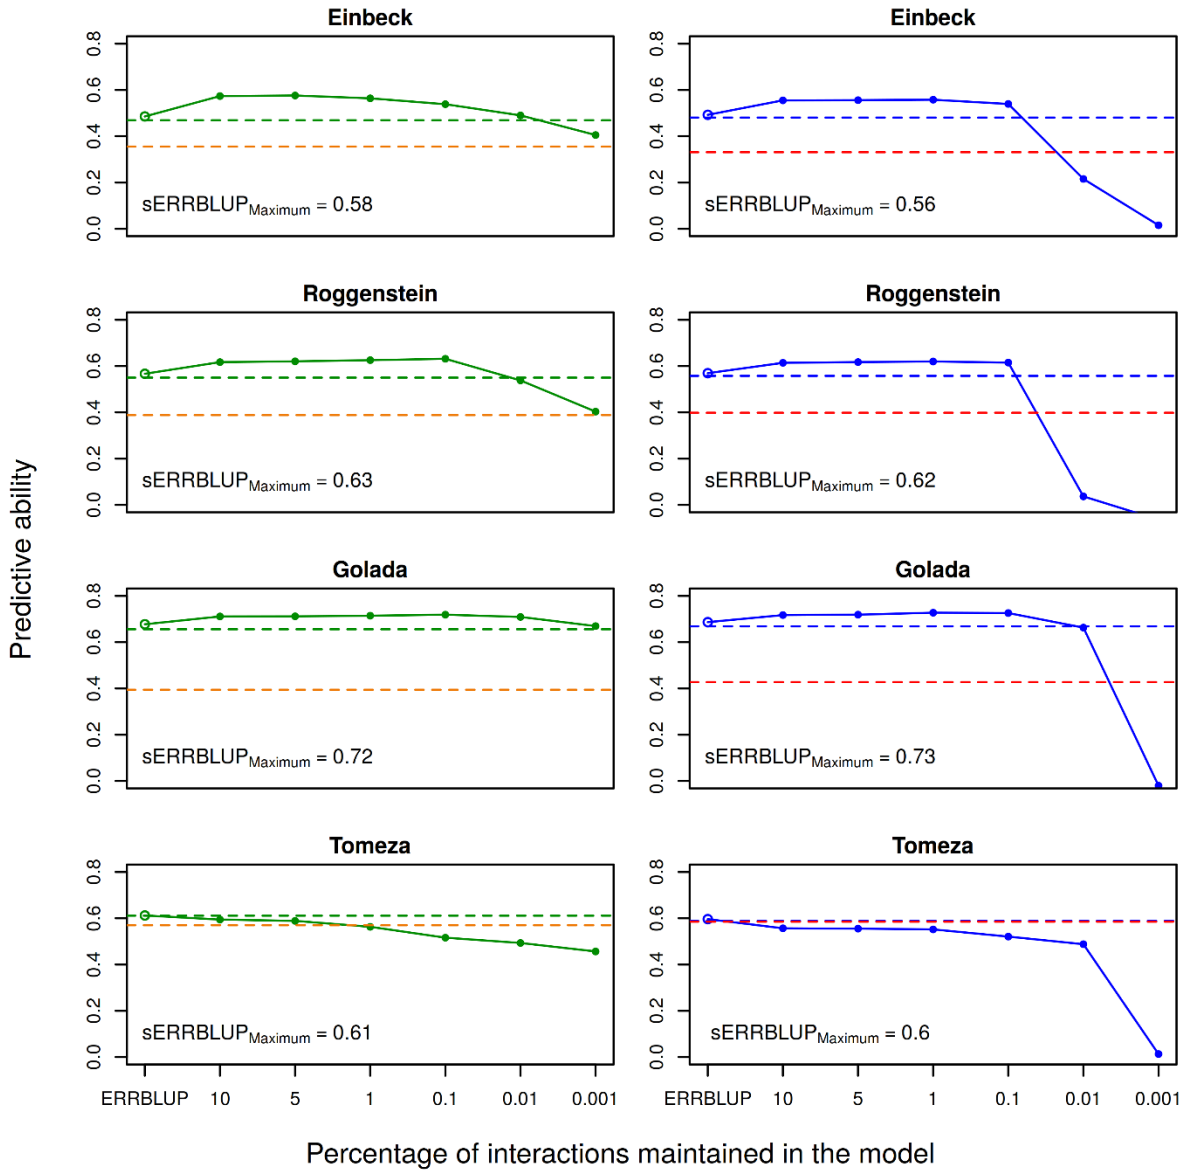 Einbeck
0.8
0.6
0.4
0.2
0.0
sERRBLUPMaximum = 0.58
Einbeck
0.8
0.6
0.4
0.2
0.0
sERRBLUPMaximum = 0.56
Roggenstein
0.8
0.6
0.4
0.2
0.0
sERRBLUPMaximum = 0.63
Roggenstein
0.8
0.6
0.4
0.2
0.0
sERRBLUPMaximum = 0.62
Predictive ability
Golada
0.8
0.6
0.4
0.2
0.0
sERRBLUPMaximum = 0.72
Golada
0.8
0.6
0.4
0.2
0.0
sERRBLUPMaximum = 0.73
Tomeza
0.8
0.6
0.4
0.2
0.0
sERRBLUPMaximum = 0.61
ERRBLUP 10 5 1 0.1 0.01 0.001
Tomeza
0.8
0.6
0.4
0.2
0.0
sERRBLUPMaximum = 0.6
ERRBLUP 10 5 1 0.1 0.01 0.001
Percentage of interactions maintained in the model